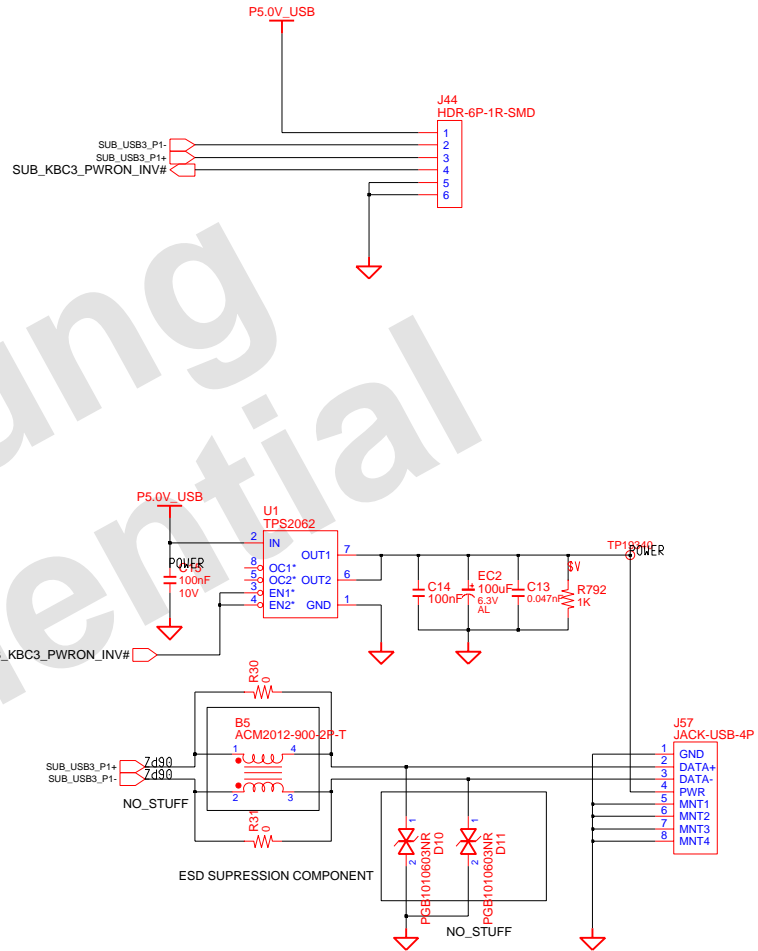 P5.0V_USB
J44
HDR-6P-1R-SMD
SUB_USB3_P1-
SUB_USB3_P1+
SUB_KBC3_PWRON_INV#
1
2
3
4
5
6
ung
ential
P5.0V_USB
U1
TPS2062
2 IN
8 OC1*
5 OC2*
3 EN1*
4 EN2*
OUT1 7
OUT2 6
GND 1
POWER
C15
100nF
10V
C14
100nF
EC2
100uF
6.3V
AL
C13
0.047nF
$V
R792
1K
TP19340
POWER
_KBC3_PWRON_INV#
R30
0
B5
ACM2012-900-2P-T
1
4
2
3
SUB_USB3_P1+
SUB_USB3_P1-
Zd90
Zd90
NO_STUFF
R31
0
J57
JACK-USB-4P
1 GND
2 DATA+
3 DATA-
4 PWR
5 MNT1
6 MNT2
7 MNT3
8 MNT4
ESD SUPRESSION COMPONENT
1
2
PGB1010603NR
D10
1
2
PGB1010603NR
D11
NO_STUFF